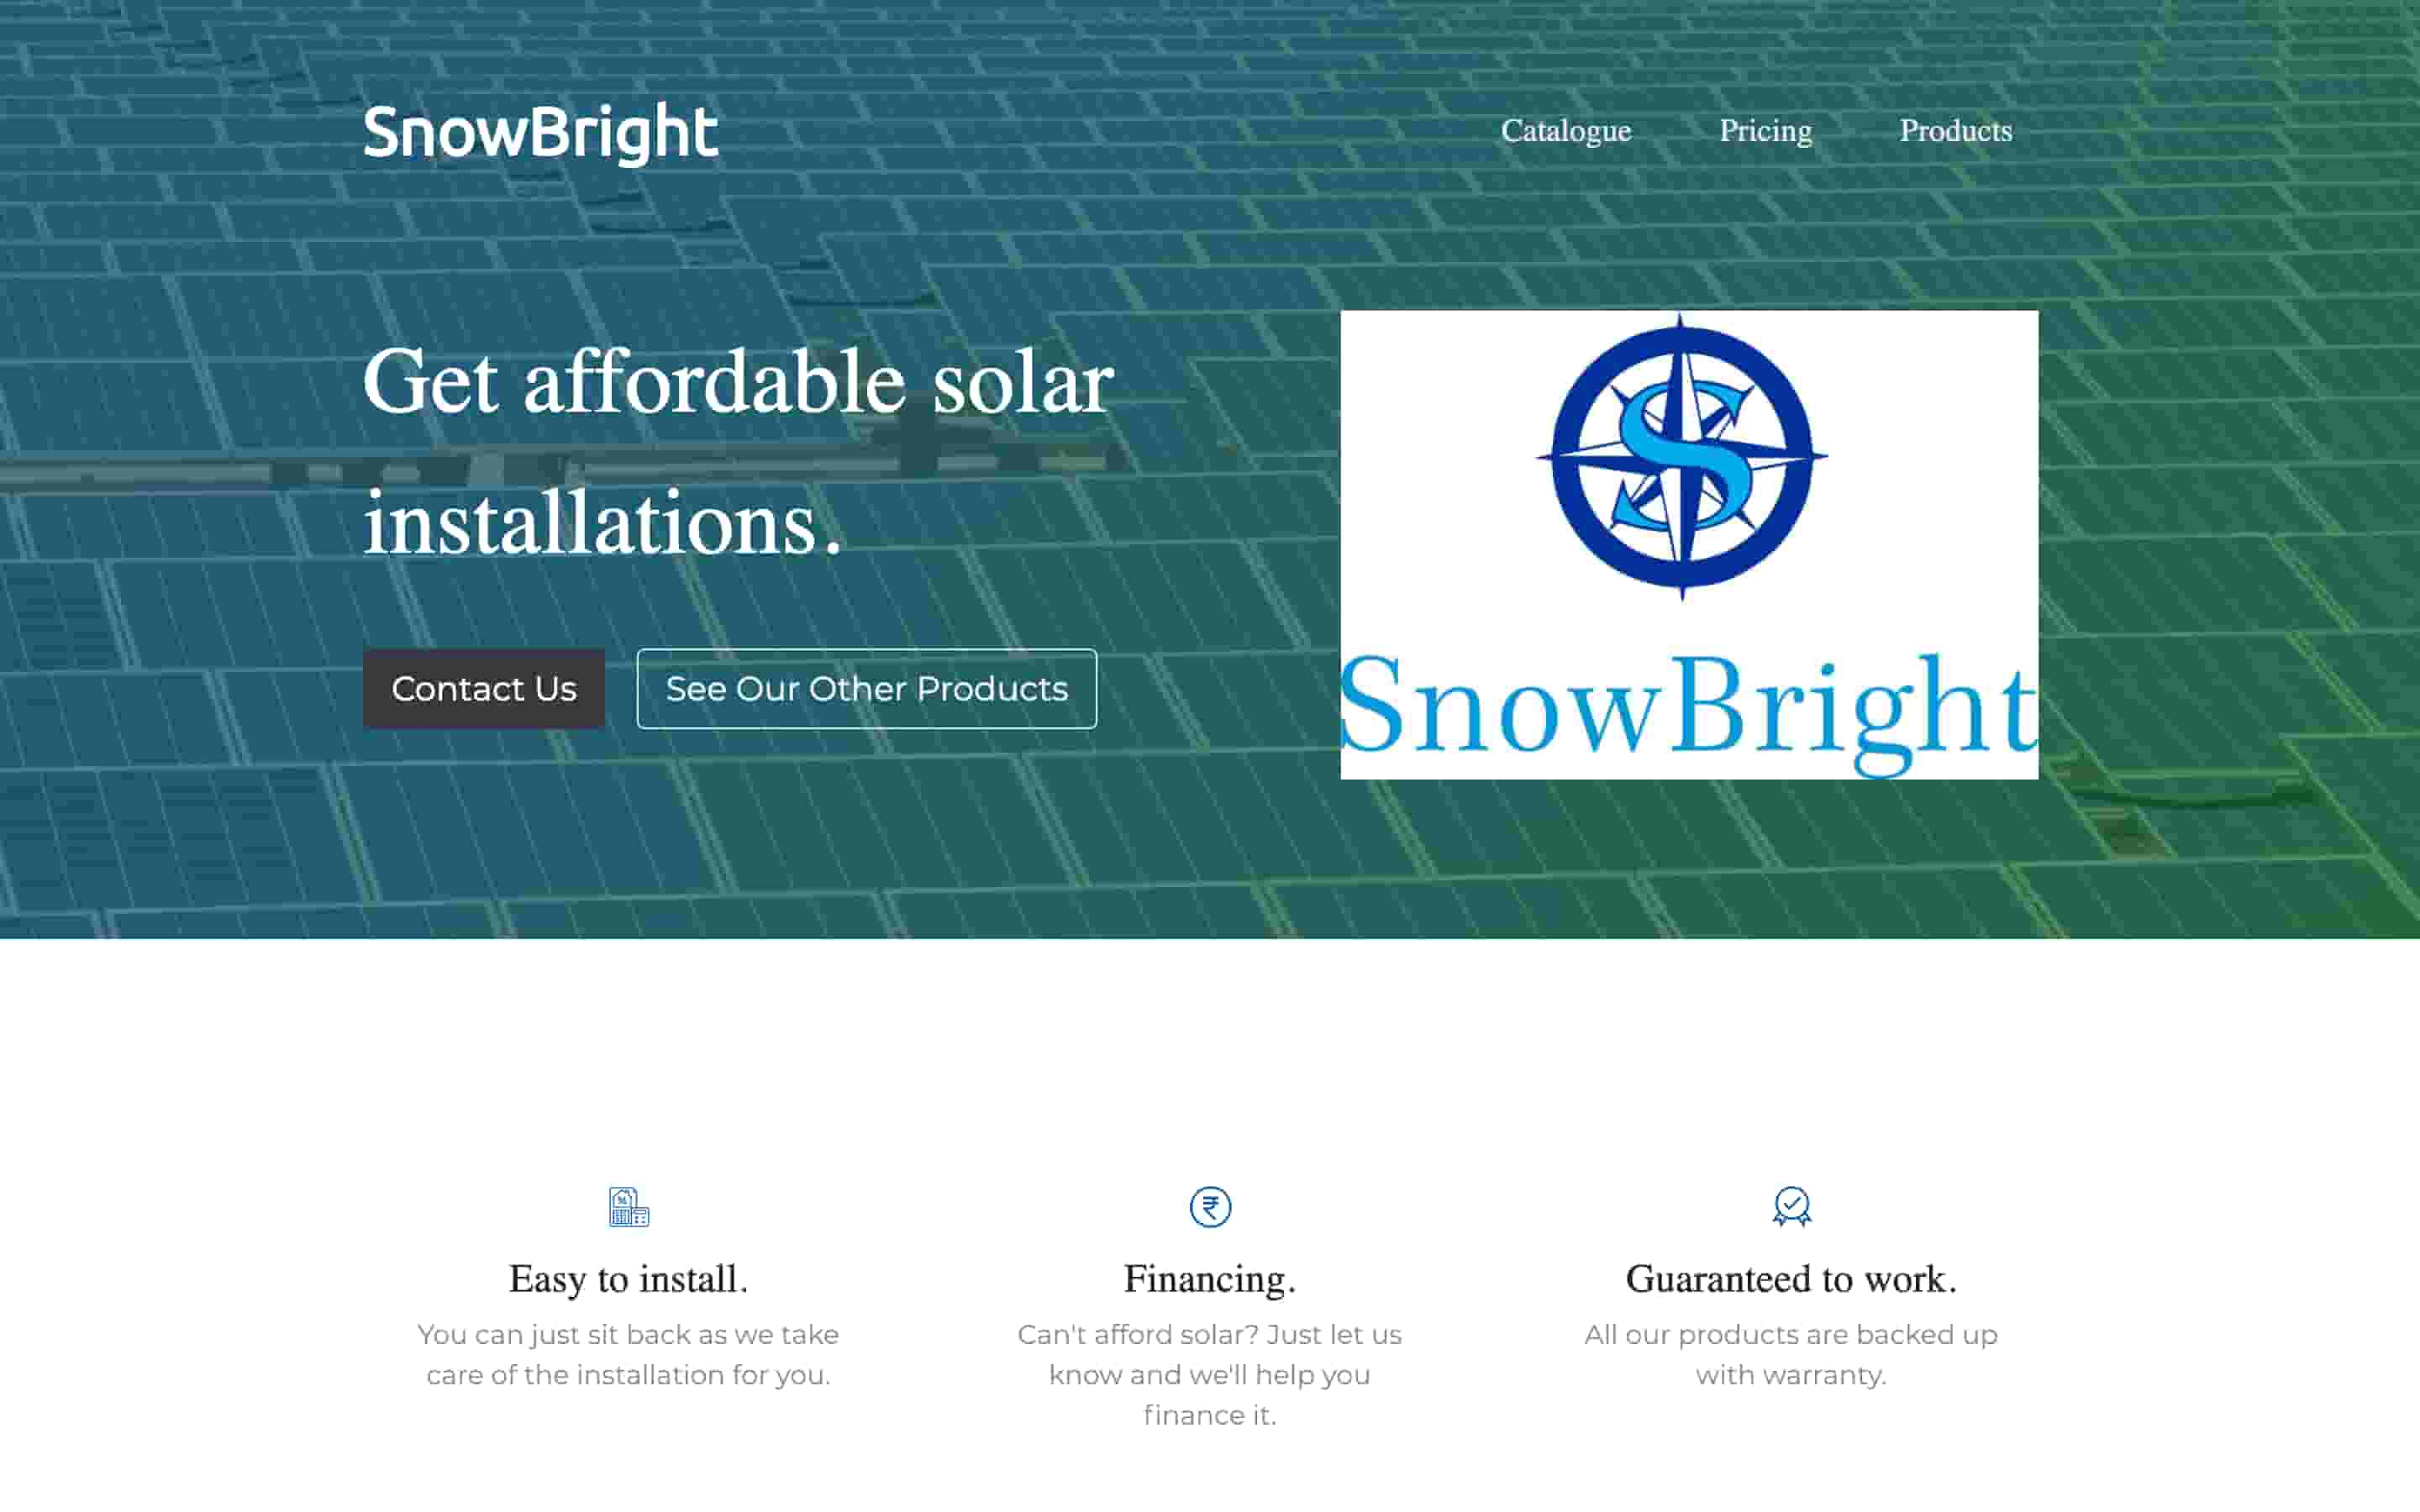 SnowBright
Catalogue
Pricing
Products
Get affordable solar
installations.
Contact Us
See Our Other Products
S
SnowBright
₹
Easy to install.
You can just sit back as we take
care of the installation for you.
Financing.
Can't afford solar? Just let us
know and we'll help you
finance it.
Guaranteed to work.
All our products are backed up
with warranty.